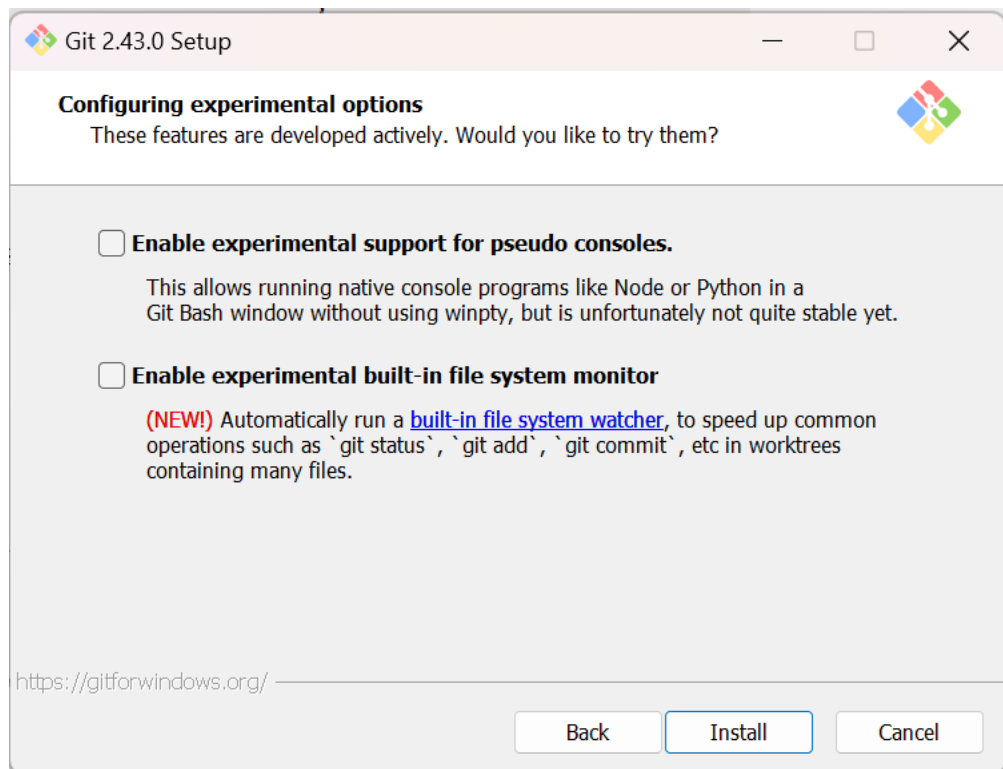 Git 2.43.0 Setup
Configuring experimental options
These features are developed actively. Would you like to try them?
Enable experimental support for pseudo consoles.
This allows running native console programs like Node or Python in a
Git Bash window without using winpty, but is unfortunately not quite stable yet.
Enable experimental built-in file system monitor
(NEW!) Automatically run a built-in file system watcher, to speed up common
operations such as `git status`, `git add`, `git commit`, etc in worktrees
containing many files.
https://gitforwindows.org/
Back Install Cancel